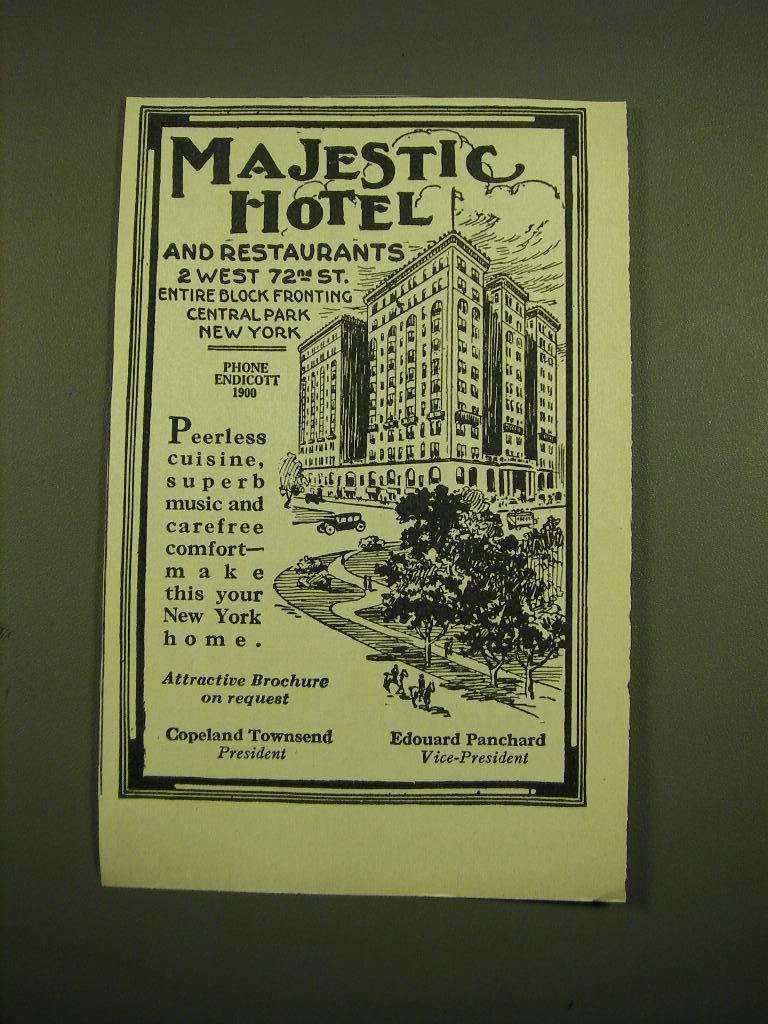 MAJESTIC
HOTEL
AND RESTAURANTS
2 WEST 72nd ST.
ENTIRE BLOCK FRONTING
CENTRAL PARK
NEW YORK
PHONE
ENDICOTT
1900
Peerless
cuisine,
superb
music and
carefree
comfort—
make
this your
New York
home.
Attractive Brochure
on request
Copeland Townsend
President
Edouard Panchard
Vice-President